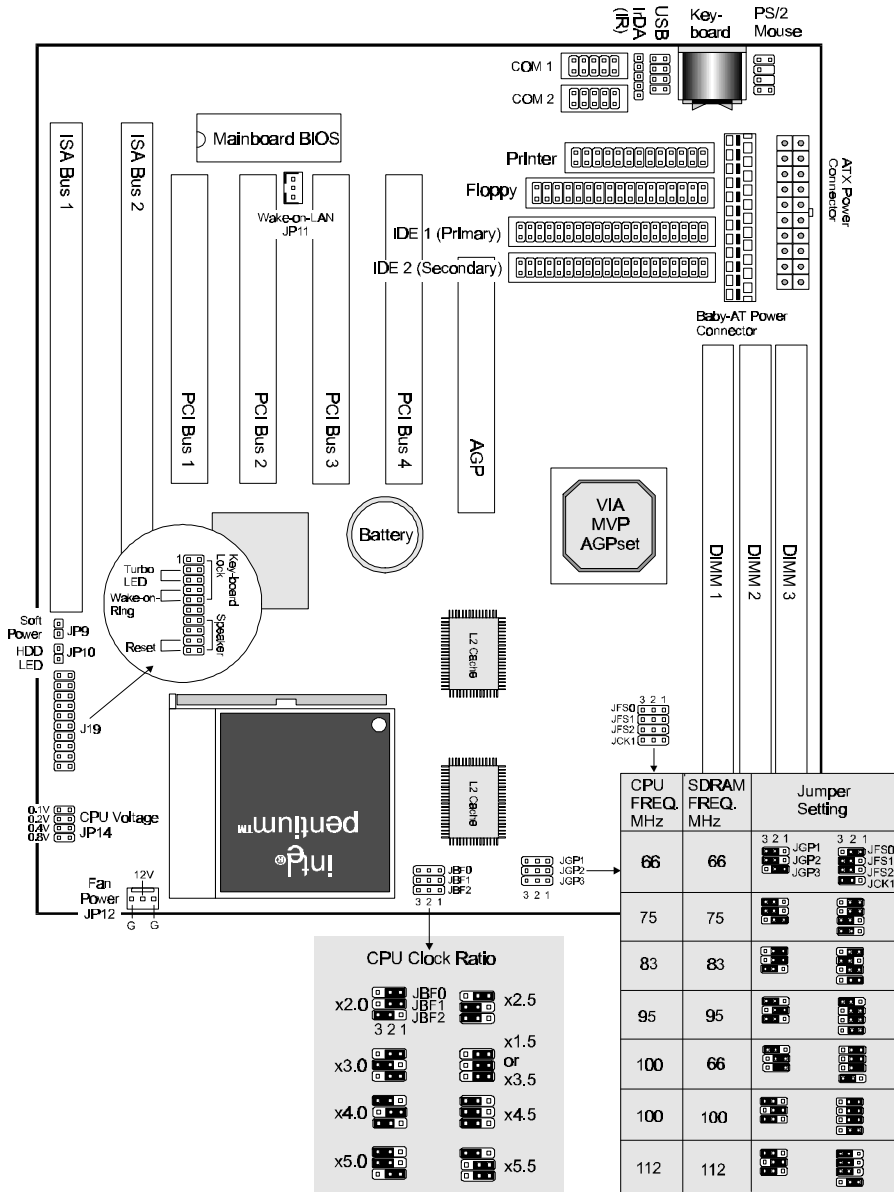 IrDA
(IR)
USB
Key-
board
PS/2
Mouse
COM 1
COM 2
ISA Bus 1
ISA Bus 2
Mainboard BIOS
Wake-on-LAN
JP11
Printer
Floppy
IDE 1 (Primary)
IDE 2 (Secondary)
ATX Power
Connector
Baby-AT Power
Connector
PCI Bus 1
PCI Bus 2
PCI Bus 3
PCI Bus 4
AGP
VIA
MVP
AGPset
DIMM 1
DIMM 2
DIMM 3
Battery
1
Key-board
Lock
Turbo
LED
Wake-on-
Ring
Speaker
Reset
Soft
Power
JP9
HDD
LED
JP10
J19
L2 Cache
L2 Cache
intel®
pentium™
3 2 1
JFS0
JFS1
JFS2
JCK1
0.1V
0.2V
0.4V
0.8V
CPU Voltage
JP14
Fan
Power
JP12
12V
G
G
JBF0
JBF1
JBF2
3 2 1
JGP1
JGP2
JGP3
3 2 1
CPU
FREQ.
MHz
SDRAM
FREQ.
MHz
Jumper
Setting
66
66
3 2 1
JGP1
JGP2
JGP3
3 2 1
JFS0
JFS1
JFS2
JCK1
75
75
83
83
95
95
100
66
100
100
112
112
CPU Clock Ratio
x2.0
JBF0
JBF1
JBF2
3 2 1
x2.5
x3.0
x1.5
or
x3.5
x4.0
x4.5
x5.0
x5.5